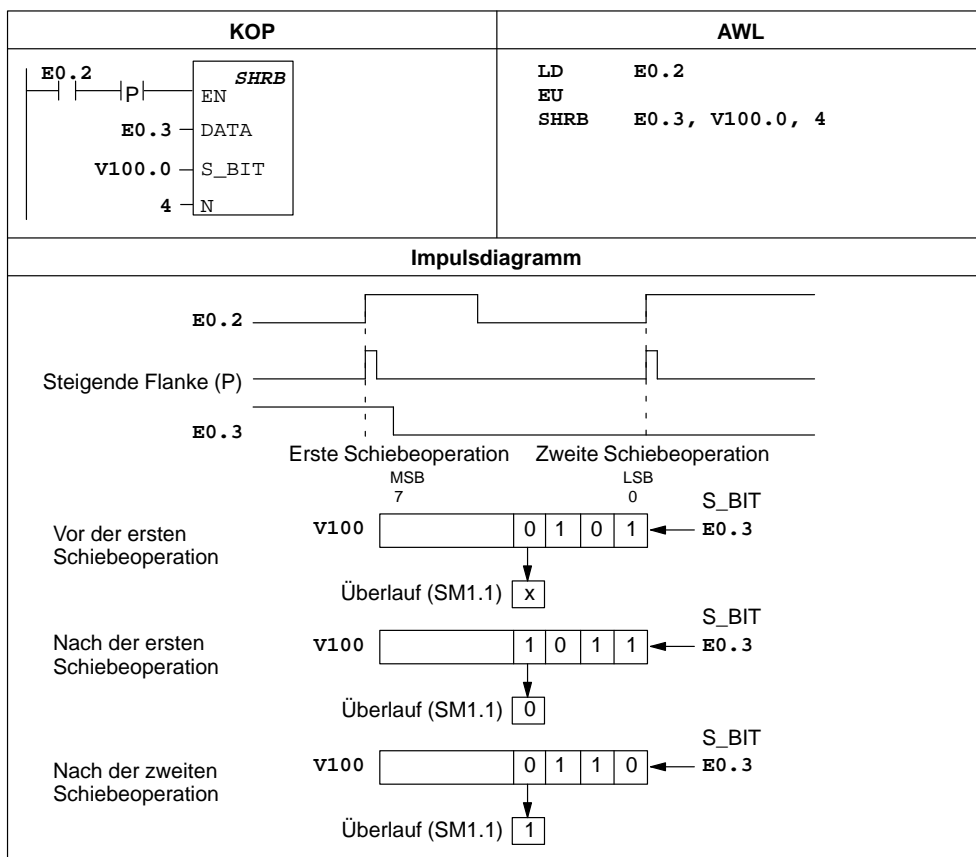 KOP
AWL
E0.2
P
SHRB
EN
E0.3 DATA
V100.0 S_BIT
4 N
LD E0.2
EU
SHRB E0.3, V100.0, 4
Impulsdiagramm
E0.2
Steigende Flanke (P)
E0.3
Erste Schiebeoperation Zweite Schiebeoperation
MSB LSB
7 0
S_BIT
Vor der ersten
Schiebeoperation
V100 0 1 0 1 E0.3
Überlauf (SM1.1) x
S_BIT
Nach der ersten
Schiebeoperation
V100 1 0 1 1 E0.3
Überlauf (SM1.1) 0
S_BIT
Nach der zweiten
Schiebeoperation
V100 0 1 1 0 E0.3
Überlauf (SM1.1) 1